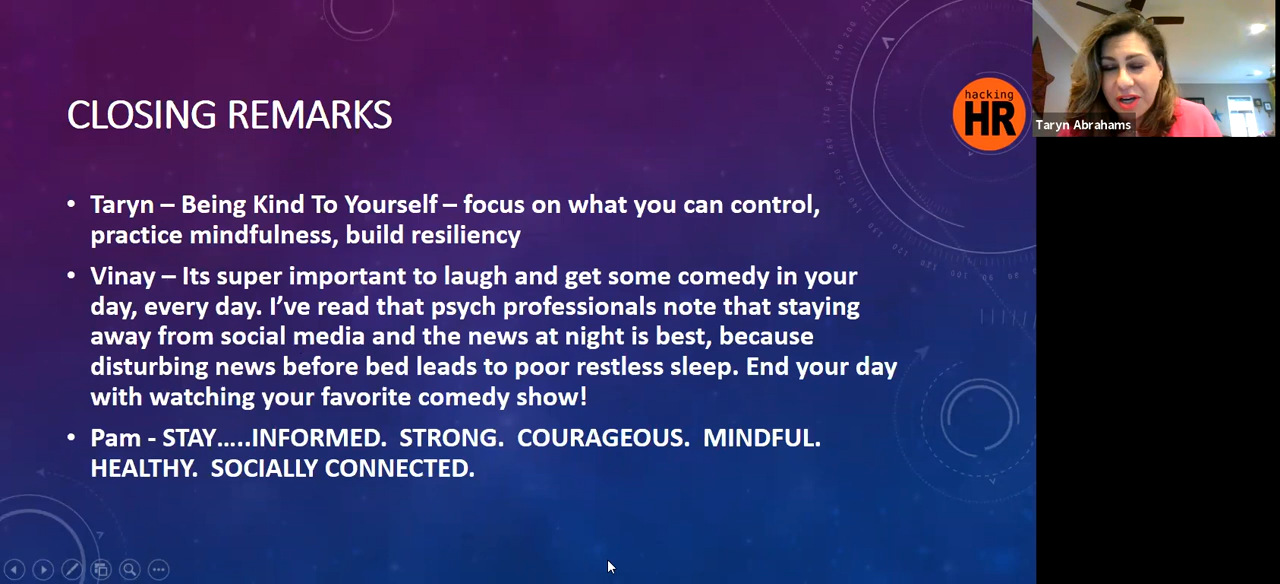 CLOSING REMARKS
hacking
HR
Taryn Abrahams
• Taryn – Being Kind To Yourself – focus on what you can control,
practice mindfulness, build resiliency
• Vinay – Its super important to laugh and get some comedy in your
day, every day. I’ve read that psych professionals note that staying
away from social media and the news at night is best, because
disturbing news before bed leads to poor restless sleep. End your day
with watching your favorite comedy show!
• Pam - STAY…..INFORMED.  STRONG.  COURAGEOUS.  MINDFUL.
HEALTHY.  SOCIALLY CONNECTED.